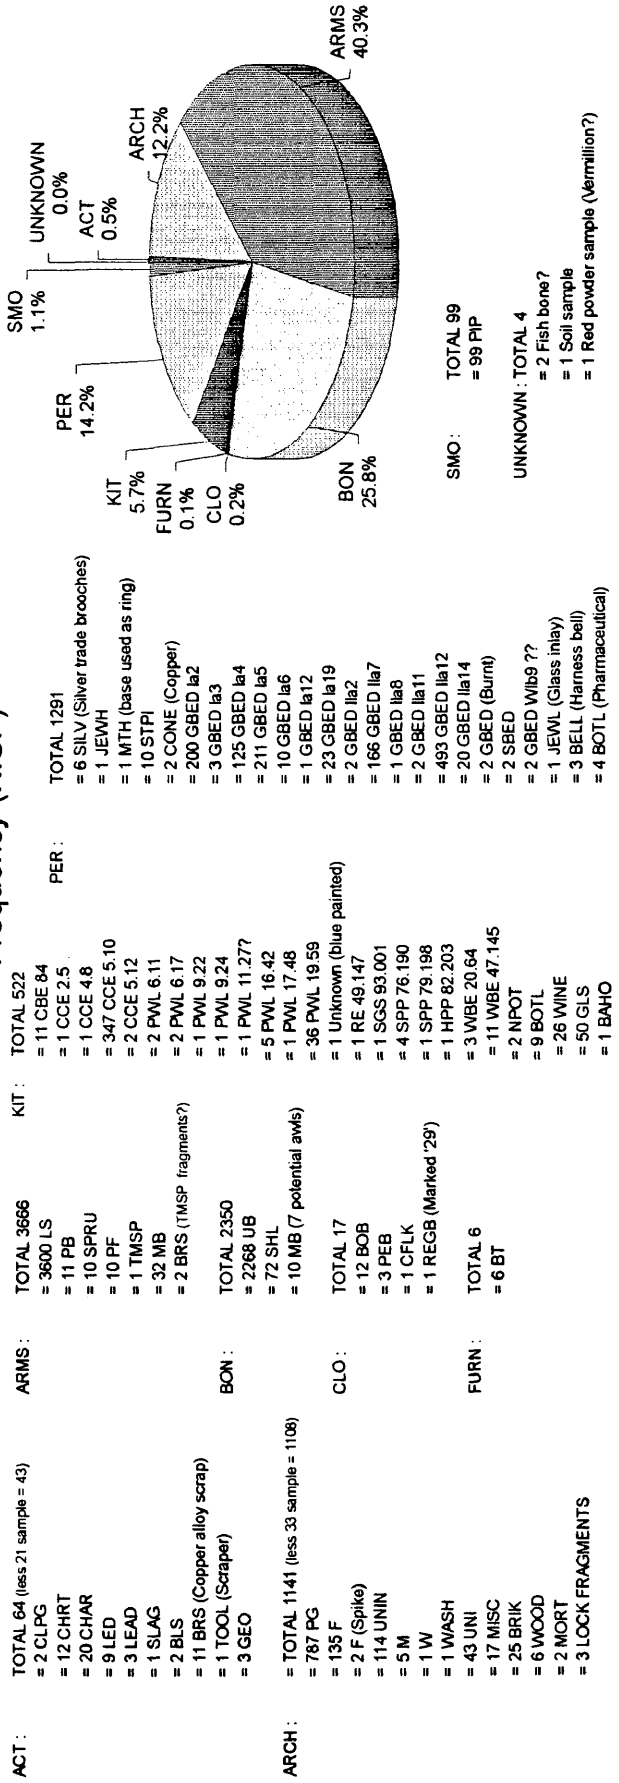 Frequency (NISP)
ACT :
TOTAL 64 (less 21 sample = 43)
= 2 CLPG
= 12 CHRT
= 20 CHAR
= 9 LED
= 3 LEAD
= 1 SLAG
= 2 BLS
= 11 BRS (Copper alloy scrap)
= 1 TOOL (Scraper)
= 3 GEO
ARCH :
= TOTAL 1141 (less 33 sample = 1108)
= 787 PG
= 135 F
= 2 F (Spike)
= 114 UNIN
= 5 M
= 1 W
= 1 WASH
= 43 UNI
= 17 MISC
= 25 BRIK
= 6 WOOD
= 2 MORT
= 3 LOCK FRAGMENTS
ARMS :
TOTAL 3666
= 3600 LS
= 11 PB
= 10 SPRU
= 10 PF
= 1 TMSP
= 32 MB
= 2 BRS (TMSP fragments?)
BON :
TOTAL 2350
= 2268 UB
= 72 SHL
= 10 MB (7 potential awls)
CLO :
TOTAL 17
= 12 BOB
= 3 PEB
= 1 CFLK
= 1 REGB (Marked '29')
FURN :
TOTAL 6
= 6 BT
KIT :
TOTAL 522
= 11 CBE 84
= 1 CCE 2.5
= 1 CCE 4.8
= 347 CCE 5.10
= 2 CCE 5.12
= 2 PWL 6.11
= 2 PWL 6.17
= 1 PWL 9.22
= 1 PWL 9.24
= 1 PWL 11.27?
= 5 PWL 16.42
= 1 PWL 17.48
= 36 PWL 19.59
= 1 Unknown (blue painted)
= 1 RE 49.147
= 1 SGS 93.001
= 4 SPP 76.190
= 1 SPP 79.198
= 1 HPP 82.203
= 3 WBE 20.64
= 11 WBE 47.145
= 2 NPOT
= 9 BOTL
= 26 WINE
= 50 GLS
= 1 BAHO
PER :
TOTAL 1291
= 6 SILV (Silver trade brooches)
= 1 JEWH
= 1 MTH (base used as ring)
= 10 STPI
= 2 CONE (Copper)
= 200 GBED Ia2
= 3 GBED Ia3
= 125 GBED Ia4
= 211 GBED Ia5
= 10 GBED Ia6
= 1 GBED Ia12
= 23 GBED Ia19
= 2 GBED IIa2
= 166 GBED IIa7
= 1 GBED IIa8
= 2 GBED IIa11
= 493 GBED IIa12
= 20 GBED IIa14
= 2 GBED (Burnt)
= 2 SBED
= 2 GBED WIb9 ??
= 1 JEWL (Glass inlay)
= 3 BELL (Harness bell)
= 4 BOTL (Pharmaceutical)
SMO
1.1%
UNKNOWN
0.0%
ACT
0.5%
ARCH
12.2%
ARMS
40.3%
PER
14.2%
KIT
5.7%
FURN
0.1%
CLO
0.2%
BON
25.8%
SMO :
TOTAL 99
= 99 PIP
UNKNOWN : TOTAL 4
= 2 Fish bone?
= 1 Soil sample
= 1 Red powder sample (Vermillion?)